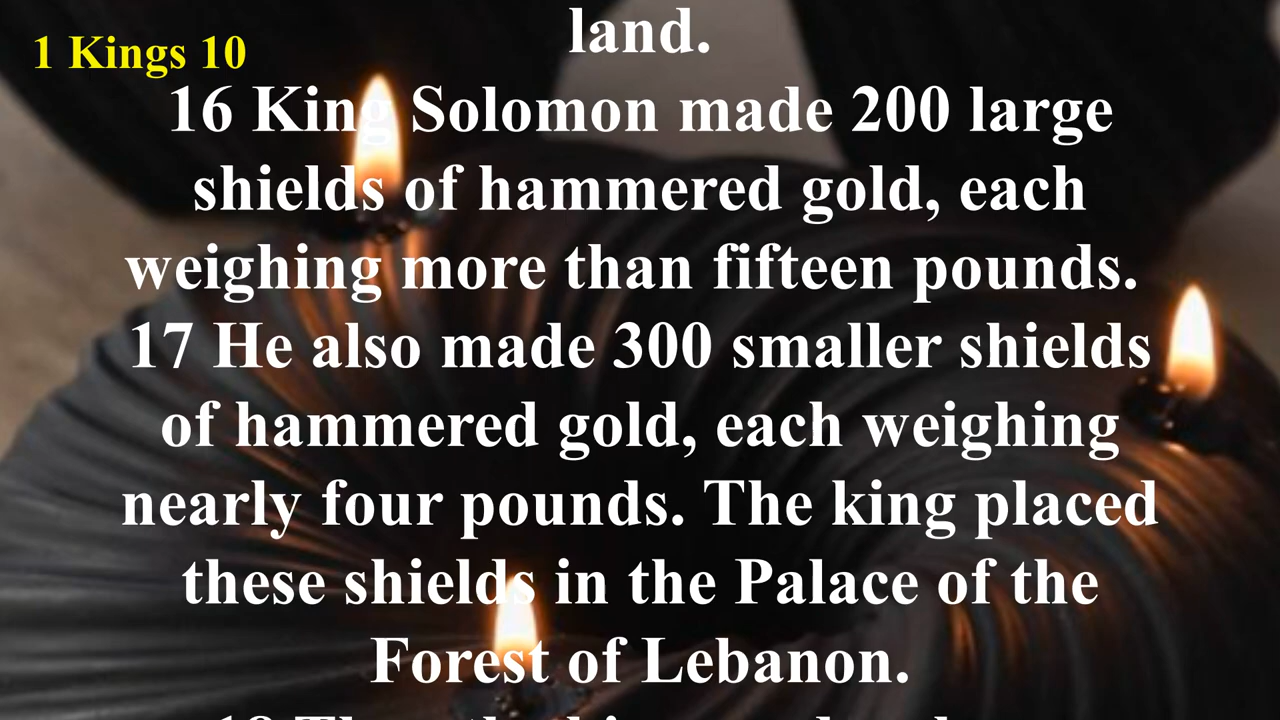 1 Kings 10
land.
16 King Solomon made 200 large
shields of hammered gold, each
weighing more than fifteen pounds.
17 He also made 300 smaller shields
of hammered gold, each weighing
nearly four pounds. The king placed
these shields in the Palace of the
Forest of Lebanon.